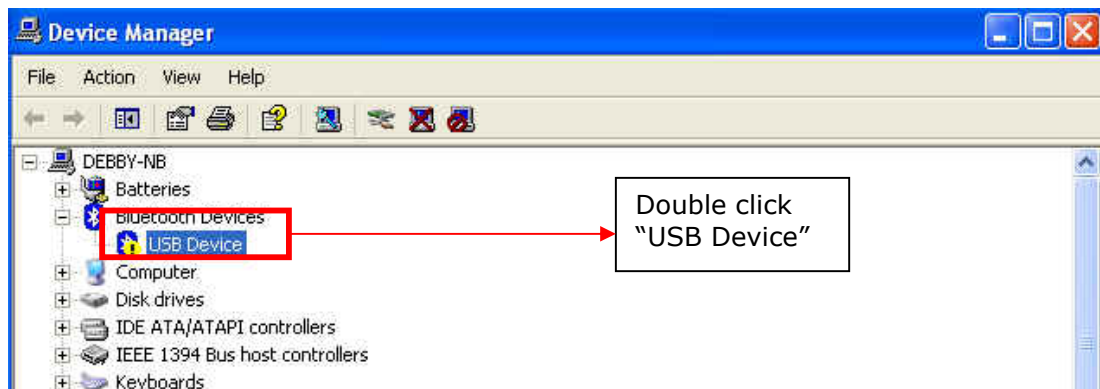 Device Manager
File Action View Help
DEBBY-NB
Batteries
Bluetooth Devices
USB Device
Double click
“USB Device”
Computer
Disk drives
IDE ATA/ATAPI controllers
IEEE 1394 Bus host controllers
Keyboards